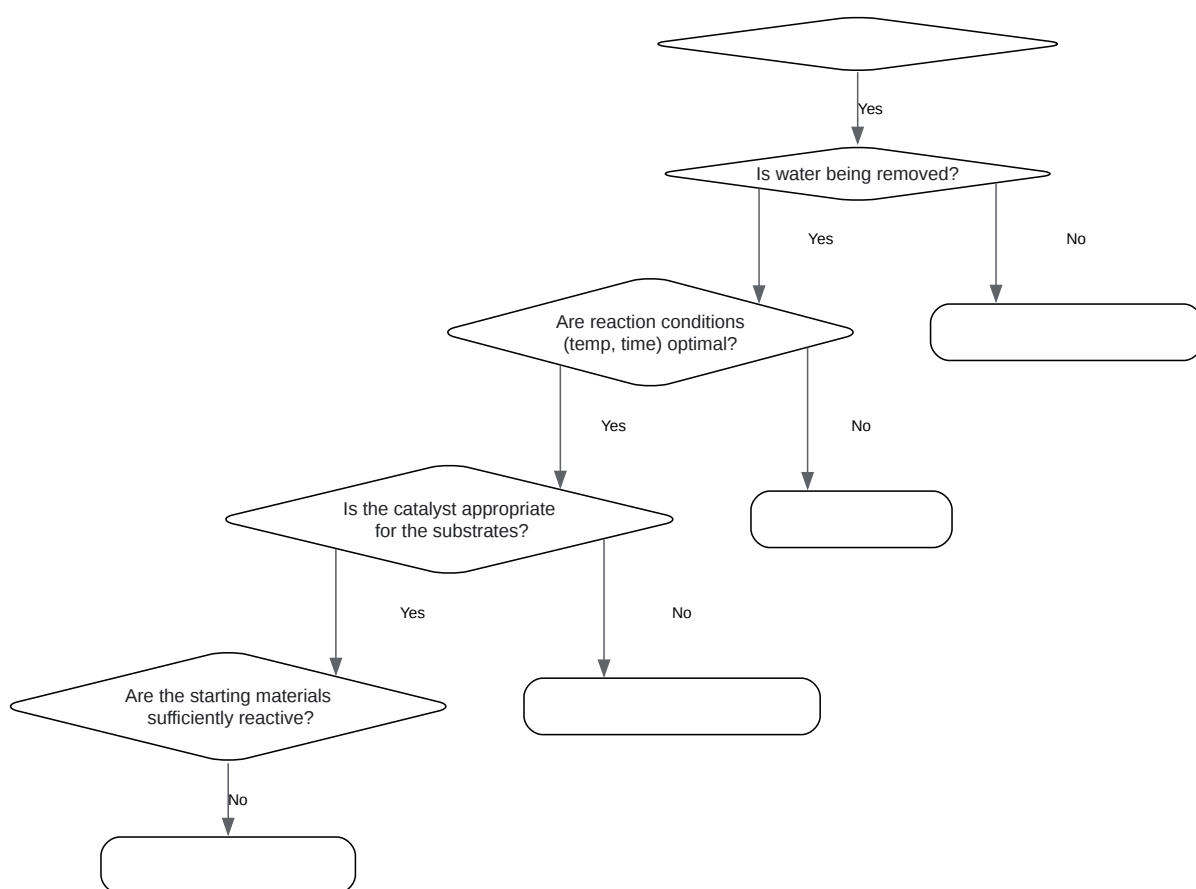 Yes
Is water being removed?
Yes
No
Are reaction conditions
(temp, time) optimal?
Yes
No
Is the catalyst appropriate
for the substrates?
Yes
No
Are the starting materials
sufficiently reactive?
No